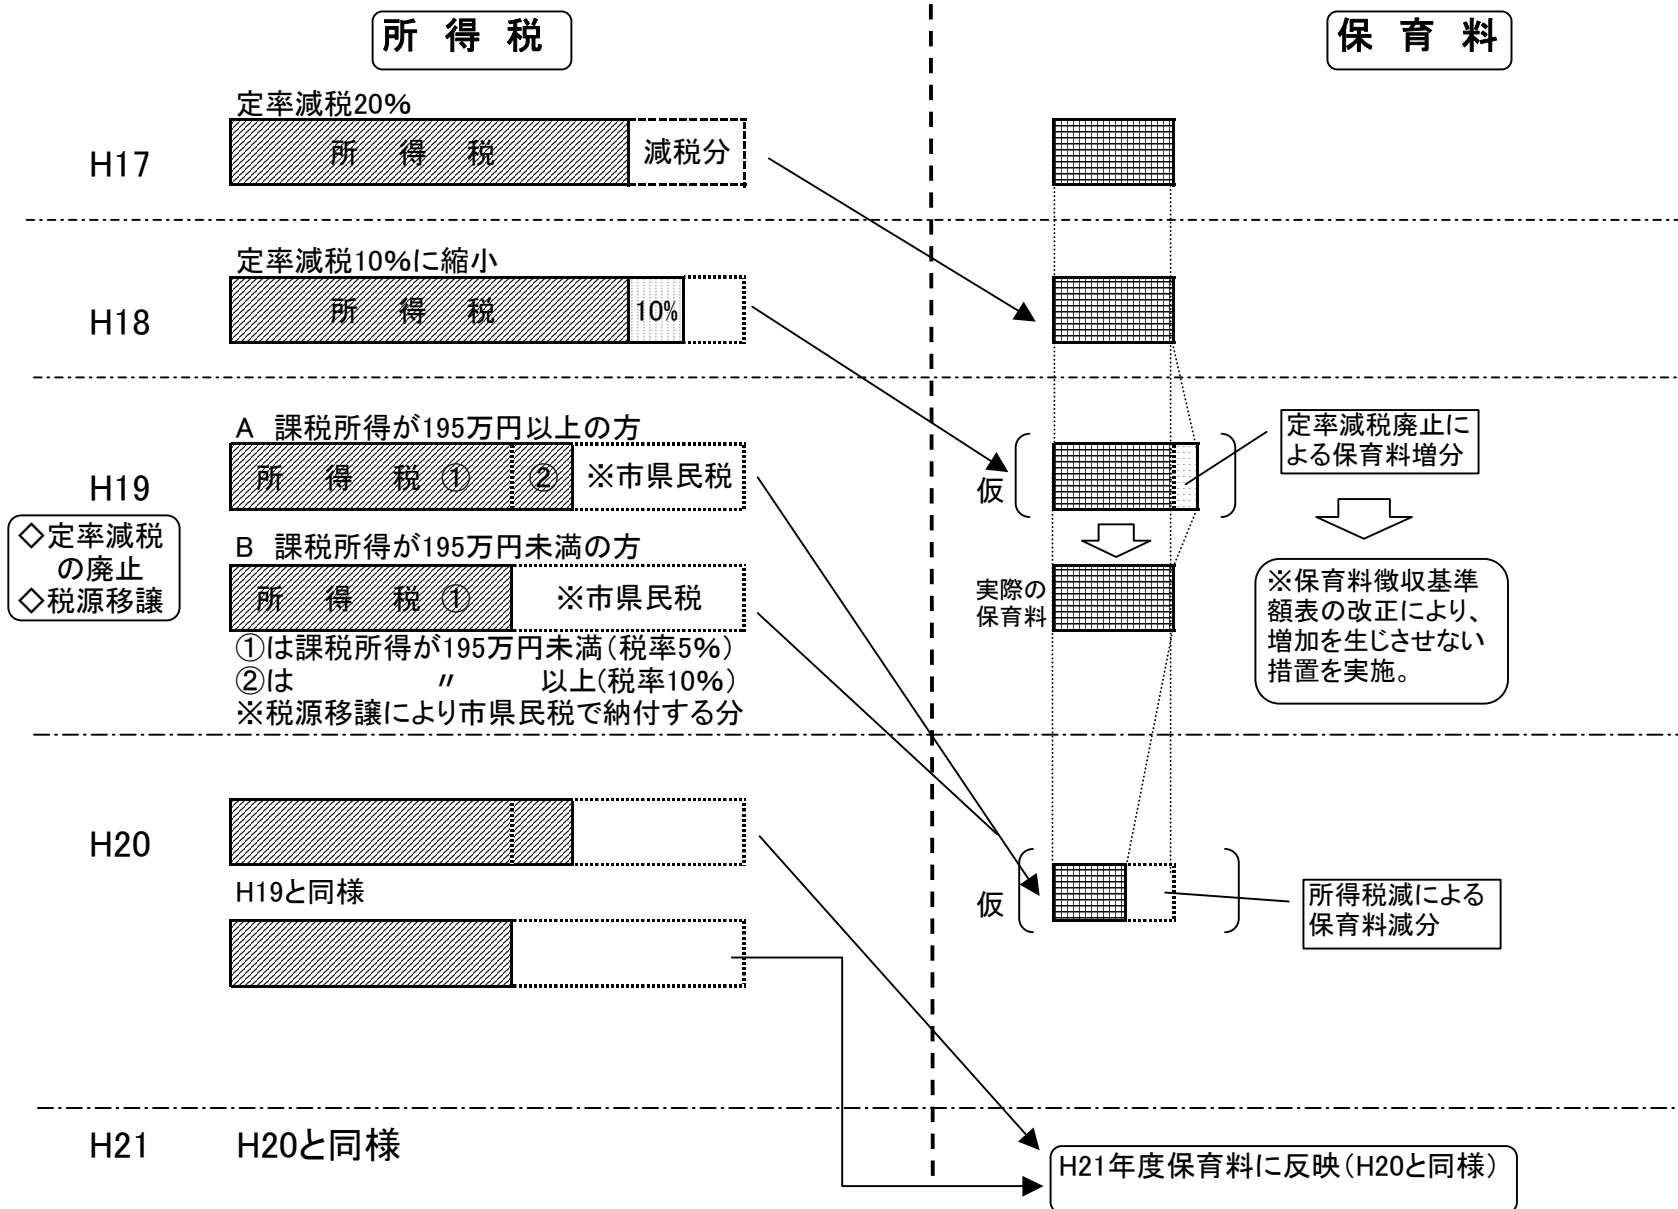 所 得 税
保 育 料
定率減税20%
H17
所 得 税
減税分
定率減税10%に縮小
H18
所 得 税
10%
A 課税所得が195万円以上の方
H19
所 得 税 ①
②
※市県民税
◇定率減税
の廃止
◇税源移譲
B 課税所得が195万円未満の方
所 得 税 ①
※市県民税
①は課税所得が195万円未満(税率5%)
②は 〃 以上(税率10%)
※税源移譲により市県民税で納付する分
仮
定率減税廃止に
よる保育料増分
実際の
保育料
※保育料徴収基準
額表の改正により、
増加を生じさせない
措置を実施。
H20
H19と同様
仮
所得税減による
保育料減分
H21
H20と同様
H21年度保育料に反映(H20と同様)